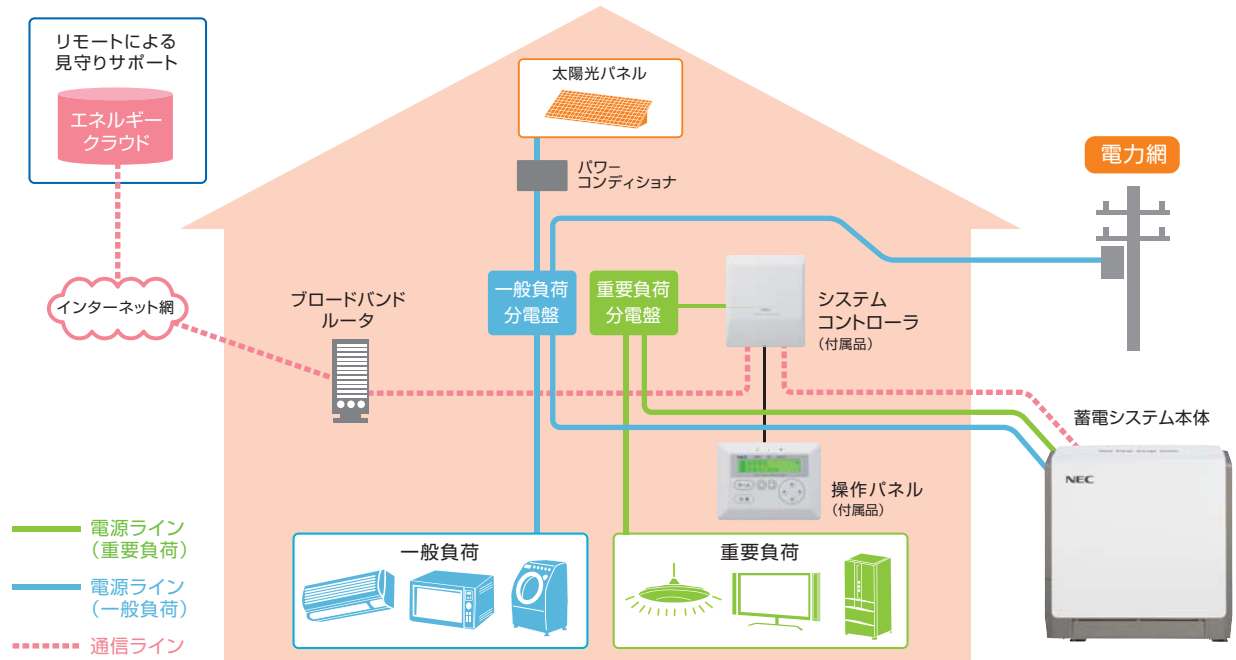 リモートによる
見守りサポート
エネルギー
クラウド
インターネット網
太陽光パネル
パワー
コンディショナ
電力網
一般負荷
分電盤
重要負荷
分電盤
システム
コントローラ
(付属品)
ブロードバンド
ルータ
蓄電システム本体
NEC
操作パネル
(付属品)
一般負荷
重要負荷
電源ライン
(重要負荷)
電源ライン
(一般負荷)
通信ライン